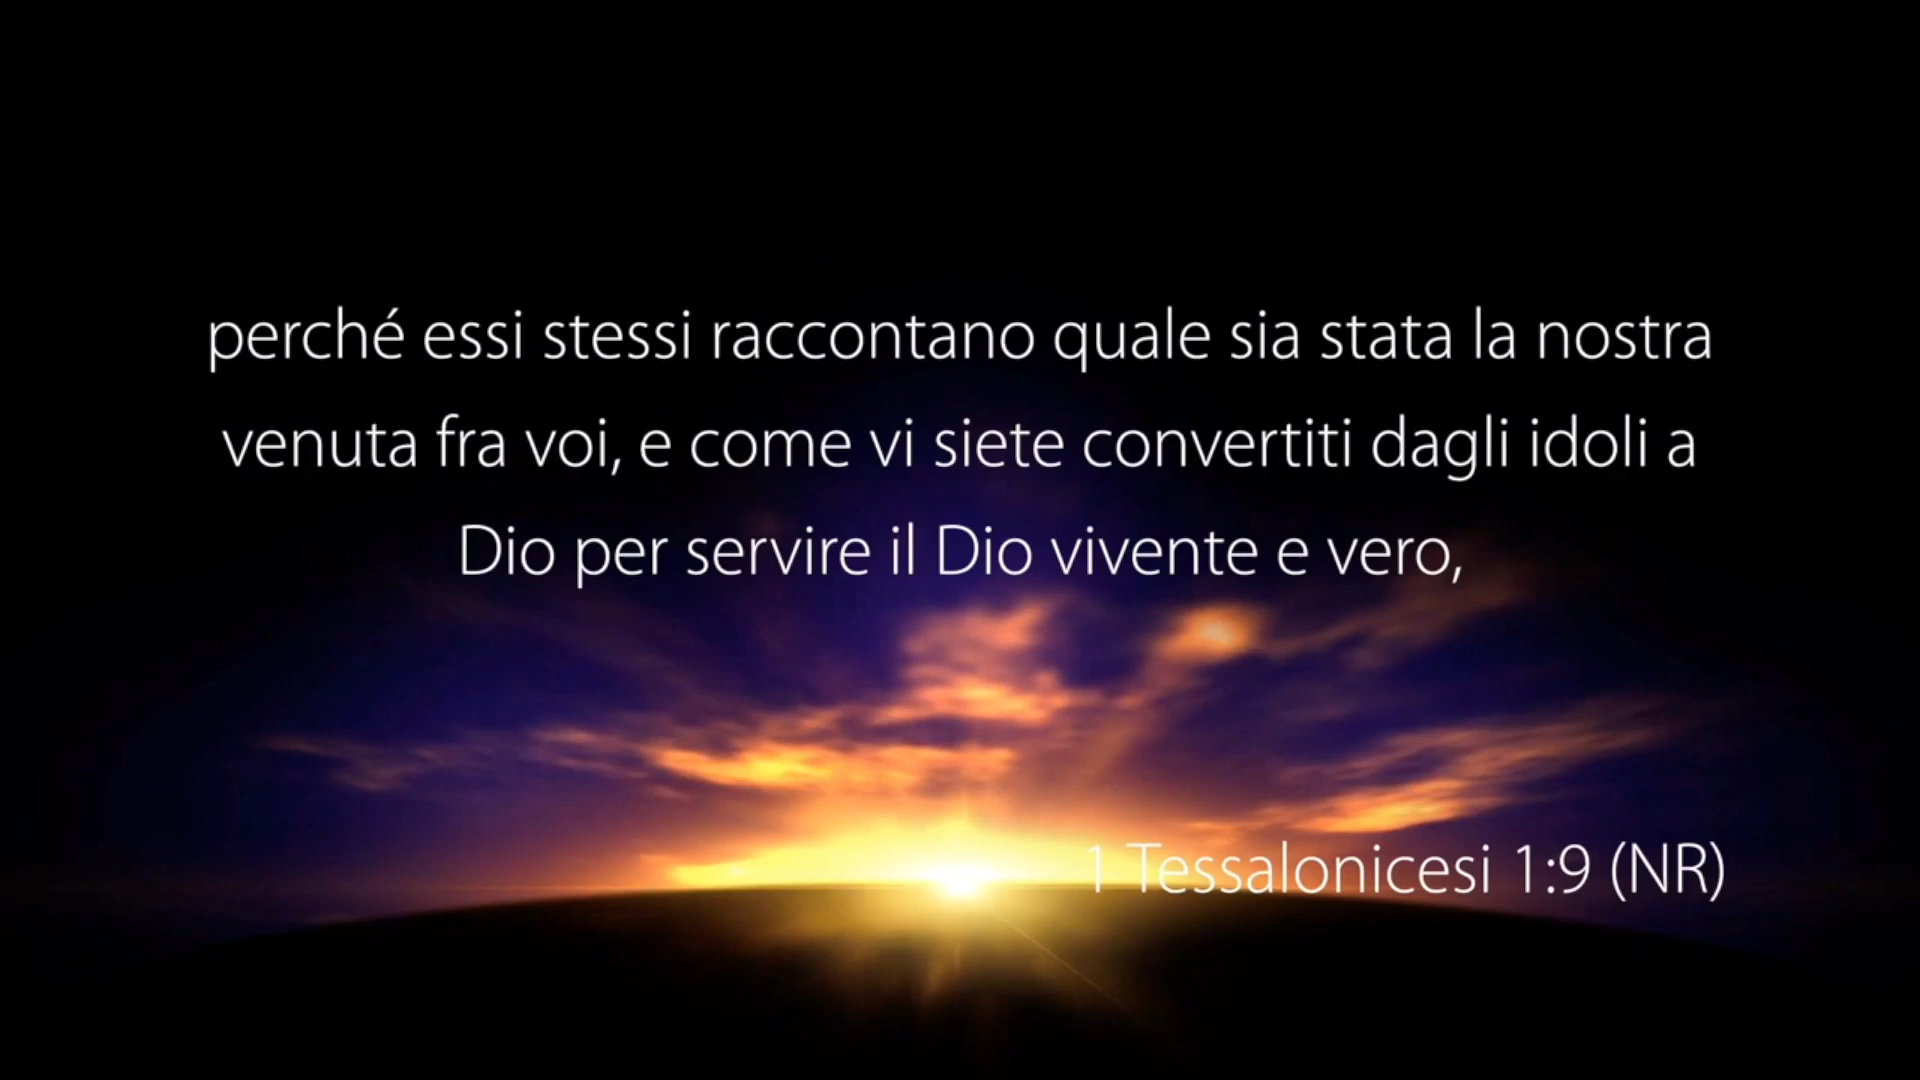 perché essi stessi raccontano quale sia stata la nostra
venuta fra voi, e come vi siete convertiti dagli idoli a
Dio per servire il Dio vivente e vero,
1 Tessalonicesi 1:9 (NR)